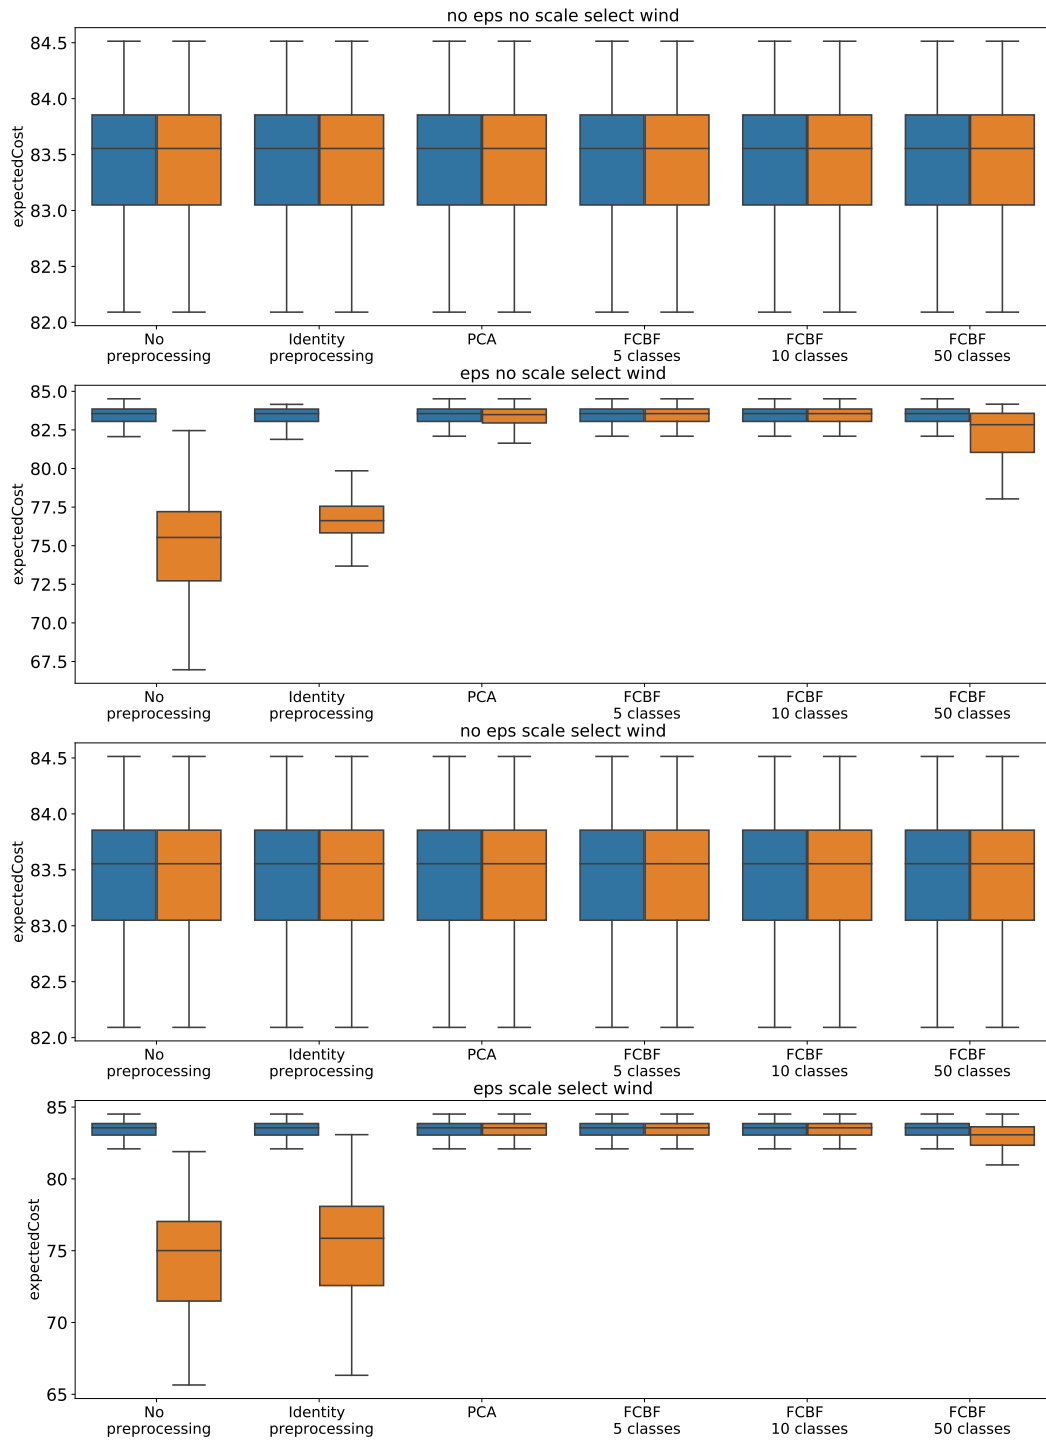 no eps no scale select wind
expectedCost
84.5
84.0
83.5
83.0
82.5
82.0
No preprocessing
Identity preprocessing
PCA
FCBF 5 classes
FCBF 10 classes
FCBF 50 classes
eps no scale select wind
expectedCost
85.0
82.5
80.0
77.5
75.0
72.5
70.0
67.5
No preprocessing
Identity preprocessing
PCA
FCBF 5 classes
FCBF 10 classes
FCBF 50 classes
no eps scale select wind
expectedCost
84.5
84.0
83.5
83.0
82.5
82.0
No preprocessing
Identity preprocessing
PCA
FCBF 5 classes
FCBF 10 classes
FCBF 50 classes
eps scale select wind
expectedCost
85
80
75
70
65
No preprocessing
Identity preprocessing
PCA
FCBF 5 classes
FCBF 10 classes
FCBF 50 classes